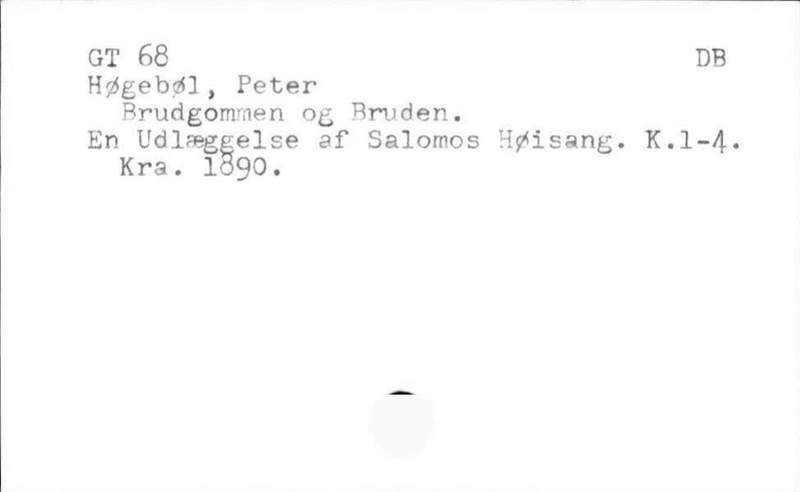 GT 68 DB
Høgebøl, Peter
Brudgommen og Bruden.
En Udlæggelse af Salomos Høisang. K.1-4.
Kra. 1890.